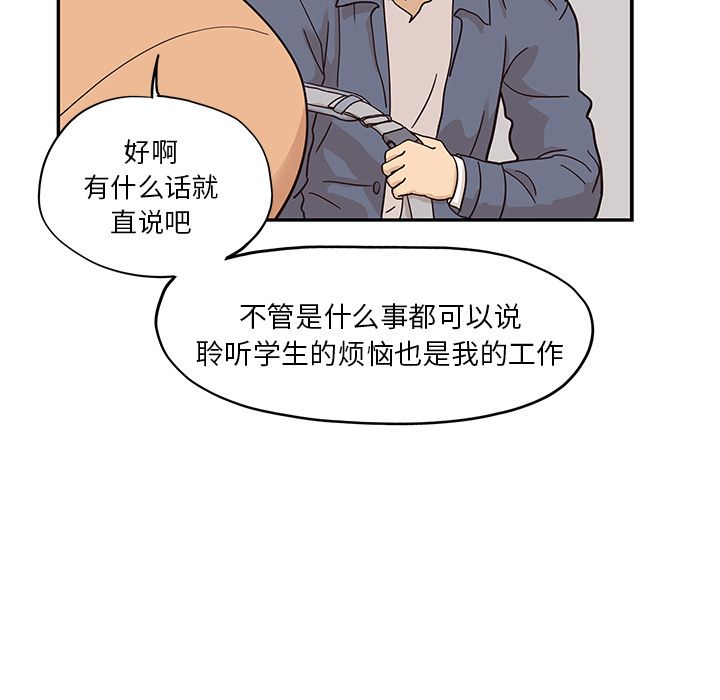 好啊
有什么话就
直说吧
不管是什么事都可以说
聆听学生的烦恼也是我的工作